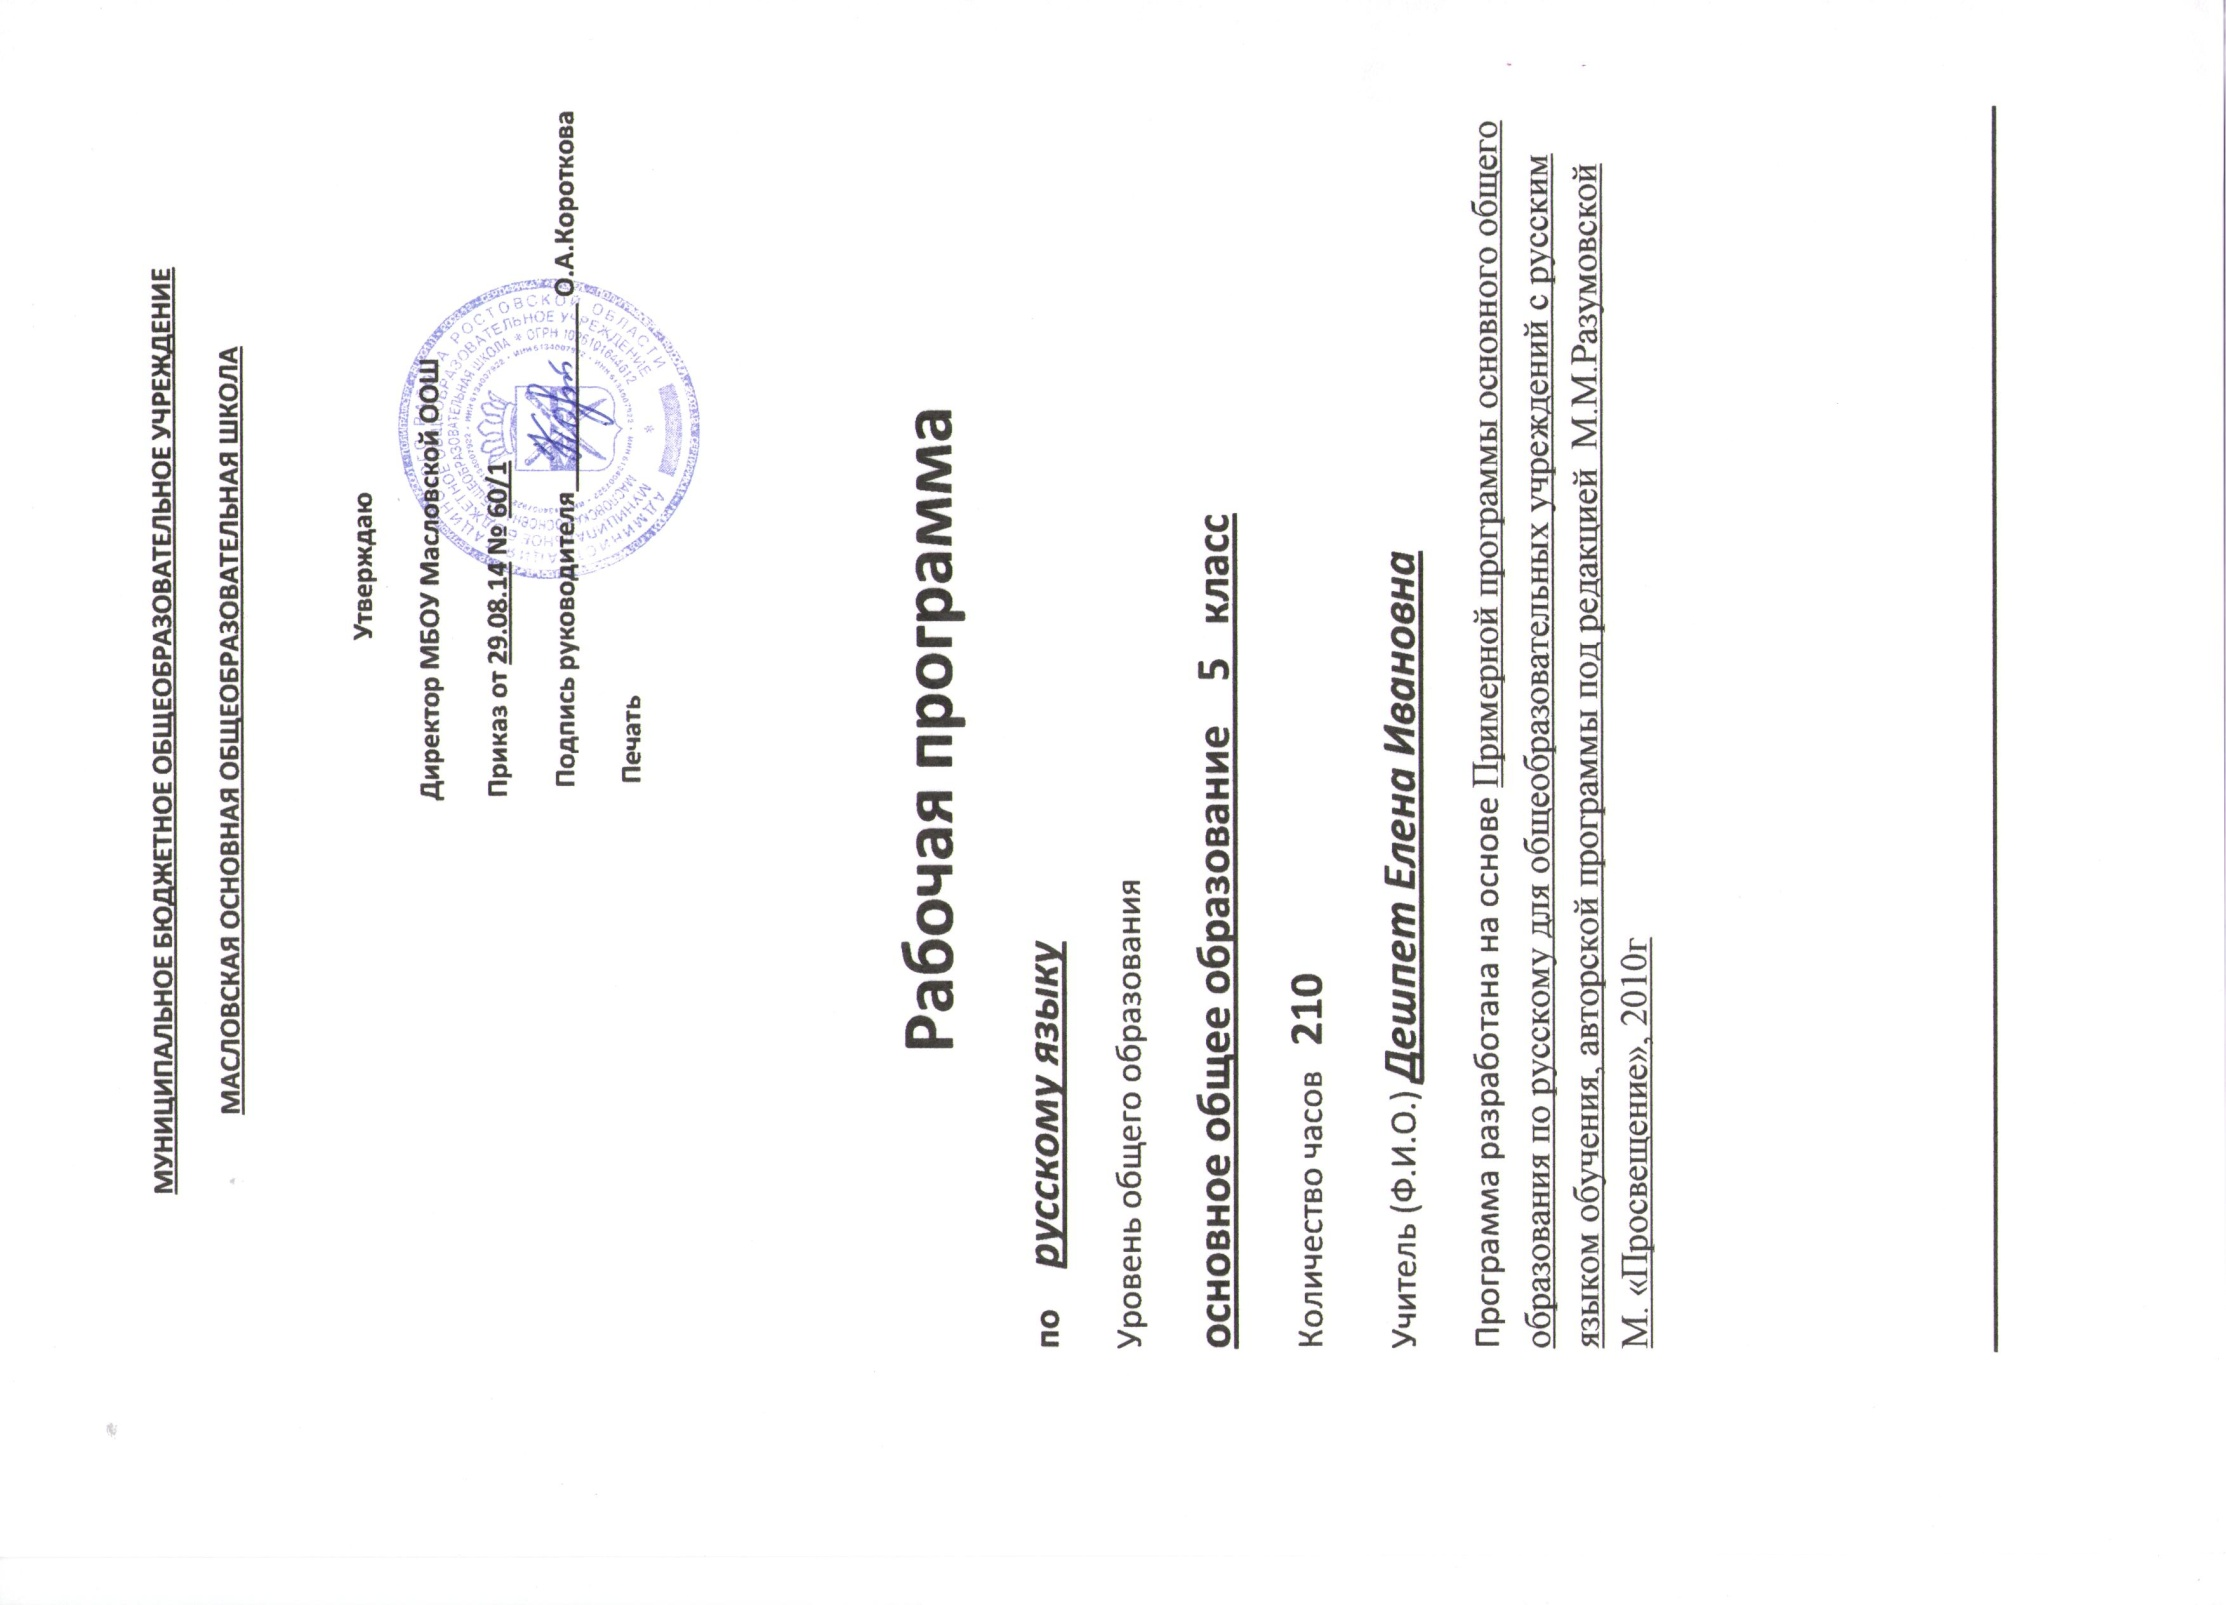 МУНИЦИПАЛЬНОЕ БЮДЖЕТНОЕ ОБЩЕОБРАЗОВАТЕЛЬНОЕ УЧРЕЖДЕНИЕ
МАСЛОВСКАЯ ОСНОВНАЯ ОБЩЕОБРАЗОВАТЕЛЬНАЯ ШКОЛА
Утверждаю
Директор МБОУ Масловской ООШ
Приказ от 29.08.14 № 60/1
Подпись руководителя О.А.Короткова
Печать
РОСТОВСКОЙ ОБЛАСТИ
Рабочая программа
по русскому языку
Уровень общего образования
основное общее образование 5 класс
Количество часов 210
Учитель (Ф.И.О.) Дешпет Елена Ивановна
Программа разработана на основе Примерной программы основного общего
образования по русскому для общеобразовательных учреждений с русским
языком обучения, авторской программы под редакцией М.М.Разумовской
М. «Просвещение», 2010г